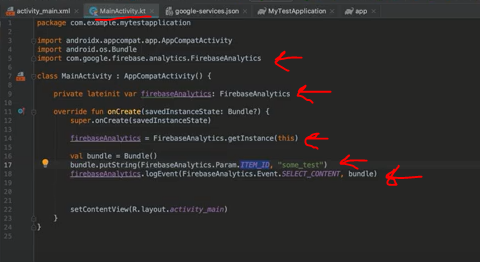 activity_main.xml MainActivity.kt google-services.json MyTestApplication app
1 package com.example.mytestapplication
2
3 import androidx.appcompat.app.AppCompatActivity
4 import android.os.Bundle
5 import com.google.firebase.analytics.FirebaseAnalytics
6
7 class MainActivity : AppCompatActivity() {
8
9 private lateinit var firebaseAnalytics: FirebaseAnalytics
10
11 override fun onCreate(savedInstanceState: Bundle?) {
12 super.onCreate(savedInstanceState)
13
14 firebaseAnalytics = FirebaseAnalytics.getInstance(this)
15
16 val bundle = Bundle()
17 bundle.putString(FirebaseAnalytics.Param.ITEM_ID, "some_test")
18 firebaseAnalytics.logEvent(FirebaseAnalytics.Event.SELECT_CONTENT, bundle)
19
20
21
22 setContentView(R.layout.activity_main)
23 }
24 }
25